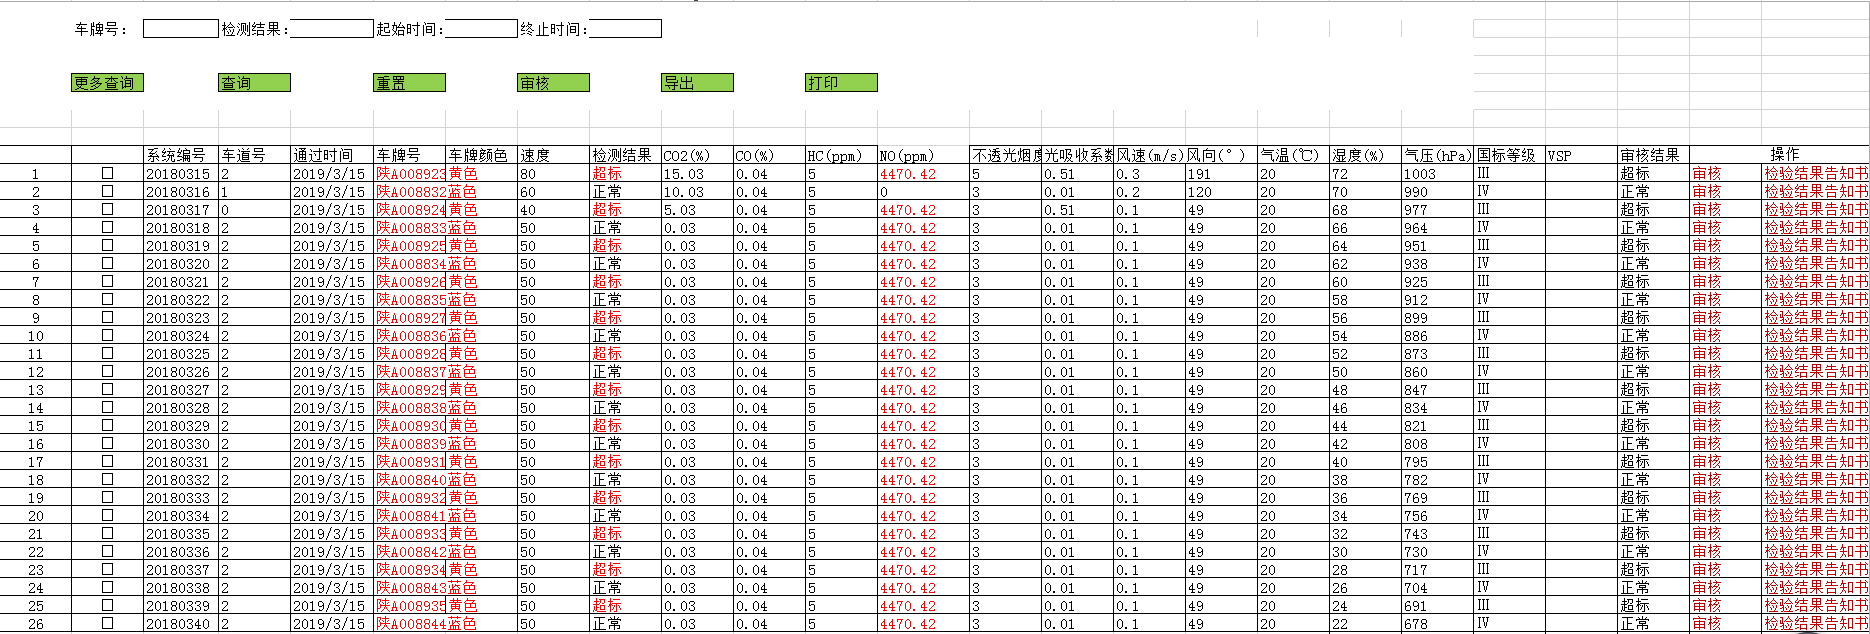 车牌号： 检测结果： 起始时间： 终止时间：
更多查询 查询 重置 审核 导出 打印
系统编号 车道号 通过时间 车牌号 车牌颜色 速度 检测结果 CO2(%) CO(%) HC(ppm) NO(ppm) 不透光烟度 光吸收系数 风速(m/s) 风向(°) 气温(℃) 湿度(%) 气压(hPa) 国标等级 VSP 审核结果 操作
1 □ 20180315 2 2019/3/15 陕A008923 黄色 80 超标 15.03 0.04 5 4470.42 5 0.51 0.3 191 20 72 1003 Ⅲ 超标 审核 检验结果告知书
2 □ 20180316 1 2019/3/15 陕A008832 蓝色 60 正常 10.03 0.04 5 0 3 0.01 0.2 120 20 70 990 Ⅳ 正常 审核 检验结果告知书
3 □ 20180317 0 2019/3/15 陕A008924 黄色 40 超标 5.03 0.04 5 4470.42 3 0.51 0.1 49 20 68 977 Ⅲ 超标 审核 检验结果告知书
4 □ 20180318 2 2019/3/15 陕A008833 蓝色 50 正常 0.03 0.04 5 4470.42 3 0.01 0.1 49 20 66 964 Ⅳ 正常 审核 检验结果告知书
5 □ 20180319 2 2019/3/15 陕A008925 黄色 50 超标 0.03 0.04 5 4470.42 3 0.01 0.1 49 20 64 951 Ⅲ 超标 审核 检验结果告知书
6 □ 20180320 2 2019/3/15 陕A008834 蓝色 50 正常 0.03 0.04 5 4470.42 3 0.01 0.1 49 20 62 938 Ⅳ 正常 审核 检验结果告知书
7 □ 20180321 2 2019/3/15 陕A008926 黄色 50 超标 0.03 0.04 5 4470.42 3 0.01 0.1 49 20 60 925 Ⅲ 超标 审核 检验结果告知书
8 □ 20180322 2 2019/3/15 陕A008835 蓝色 50 正常 0.03 0.04 5 4470.42 3 0.01 0.1 49 20 58 912 Ⅳ 正常 审核 检验结果告知书
9 □ 20180323 2 2019/3/15 陕A008927 黄色 50 超标 0.03 0.04 5 4470.42 3 0.01 0.1 49 20 56 899 Ⅲ 超标 审核 检验结果告知书
10 □ 20180324 2 2019/3/15 陕A008836 蓝色 50 正常 0.03 0.04 5 4470.42 3 0.01 0.1 49 20 54 886 Ⅳ 正常 审核 检验结果告知书
11 □ 20180325 2 2019/3/15 陕A008928 黄色 50 超标 0.03 0.04 5 4470.42 3 0.01 0.1 49 20 52 873 Ⅲ 超标 审核 检验结果告知书
12 □ 20180326 2 2019/3/15 陕A008837 蓝色 50 正常 0.03 0.04 5 4470.42 3 0.01 0.1 49 20 50 860 Ⅳ 正常 审核 检验结果告知书
13 □ 20180327 2 2019/3/15 陕A008929 黄色 50 超标 0.03 0.04 5 4470.42 3 0.01 0.1 49 20 48 847 Ⅲ 超标 审核 检验结果告知书
14 □ 20180328 2 2019/3/15 陕A008838 蓝色 50 正常 0.03 0.04 5 4470.42 3 0.01 0.1 49 20 46 834 Ⅳ 正常 审核 检验结果告知书
15 □ 20180329 2 2019/3/15 陕A008930 黄色 50 超标 0.03 0.04 5 4470.42 3 0.01 0.1 49 20 44 821 Ⅲ 超标 审核 检验结果告知书
16 □ 20180330 2 2019/3/15 陕A008839 蓝色 50 正常 0.03 0.04 5 4470.42 3 0.01 0.1 49 20 42 808 Ⅳ 正常 审核 检验结果告知书
17 □ 20180331 2 2019/3/15 陕A008931 黄色 50 超标 0.03 0.04 5 4470.42 3 0.01 0.1 49 20 40 795 Ⅲ 超标 审核 检验结果告知书
18 □ 20180332 2 2019/3/15 陕A008840 蓝色 50 正常 0.03 0.04 5 4470.42 3 0.01 0.1 49 20 38 782 Ⅳ 正常 审核 检验结果告知书
19 □ 20180333 2 2019/3/15 陕A008932 黄色 50 超标 0.03 0.04 5 4470.42 3 0.01 0.1 49 20 36 769 Ⅲ 超标 审核 检验结果告知书
20 □ 20180334 2 2019/3/15 陕A008841 蓝色 50 正常 0.03 0.04 5 4470.42 3 0.01 0.1 49 20 34 756 Ⅳ 正常 审核 检验结果告知书
21 □ 20180335 2 2019/3/15 陕A008933 黄色 50 超标 0.03 0.04 5 4470.42 3 0.01 0.1 49 20 32 743 Ⅲ 超标 审核 检验结果告知书
22 □ 20180336 2 2019/3/15 陕A008842 蓝色 50 正常 0.03 0.04 5 4470.42 3 0.01 0.1 49 20 30 730 Ⅳ 正常 审核 检验结果告知书
23 □ 20180337 2 2019/3/15 陕A008934 黄色 50 超标 0.03 0.04 5 4470.42 3 0.01 0.1 49 20 28 717 Ⅲ 超标 审核 检验结果告知书
24 □ 20180338 2 2019/3/15 陕A008843 蓝色 50 正常 0.03 0.04 5 4470.42 3 0.01 0.1 49 20 26 704 Ⅳ 正常 审核 检验结果告知书
25 □ 20180339 2 2019/3/15 陕A008935 黄色 50 超标 0.03 0.04 5 4470.42 3 0.01 0.1 49 20 24 691 Ⅲ 超标 审核 检验结果告知书
26 □ 20180340 2 2019/3/15 陕A008844 蓝色 50 正常 0.03 0.04 5 4470.42 3 0.01 0.1 49 20 22 678 Ⅳ 正常 审核 检验结果告知书